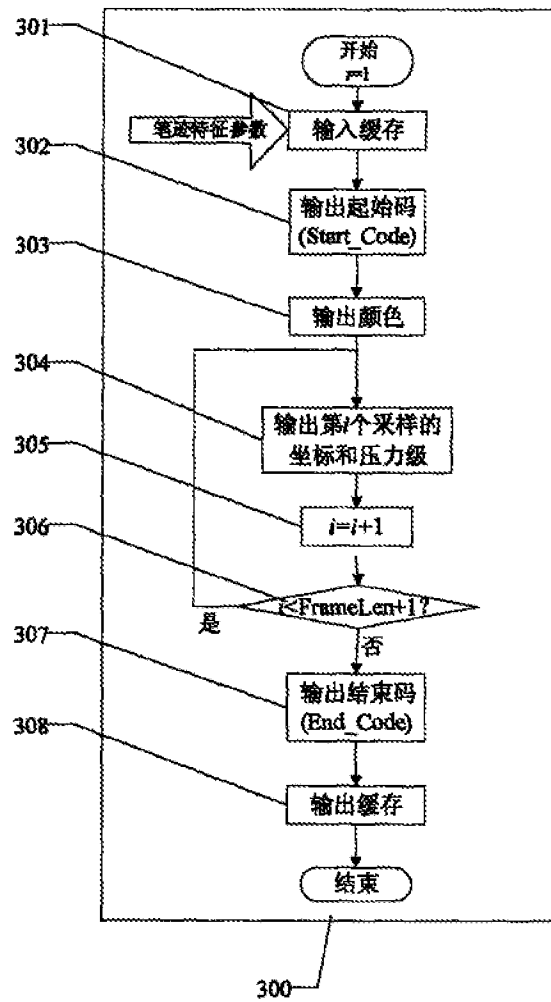 301
开始
i=1
笔迹特征参数
输入缓存
302
输出起始码
(Start_Code)
303
输出颜色
304
输出第i个采样的
坐标和压力级
305
i=i+1
306
i<FrameLen+1?
是
否
307
输出结束码
(End_Code)
308
输出缓存
结束
300